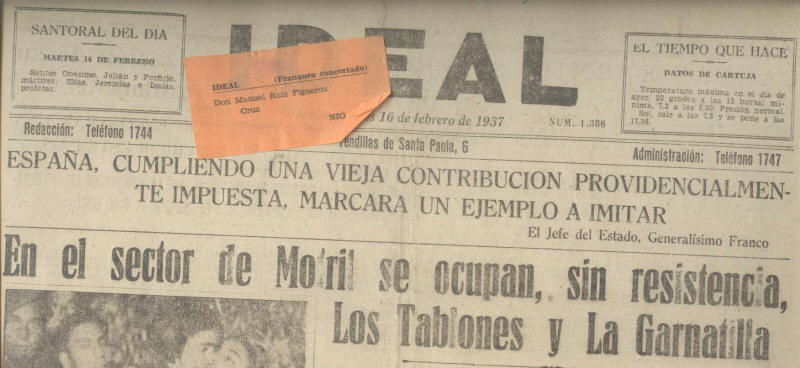 SANTORAL DEL DIA
MARTES 16 DE FEBRERO
Santos Onésimo, Julián y Porfirio,
mártires; Elías, Jeremías e Isaías,
profetas.
IDEAL
IDEAL (Franqueo concertado)
Don Manuel Ruiz Figueros
Cruz
NIO
EL TIEMPO QUE HACE
DATOS DE CARTUJA
Temperatura máxima en el día de
ayer, 22 grados a las 15 horas; mí-
nima, 7,2 a las 5,30 Presión normal.
Sol, sale a las 7,3 y se pone a las
17,36.
s 16 de febrero de 1937
NUM. 1.386
Redacción: Teléfono 1744
Tendillas de Santa Paula, 6
Administración: Teléfono 1747
ESPAÑA, CUMPLIENDO UNA VIEJA CONTRIBUCION PROVIDENCIALMEN-
TE IMPUESTA, MARCARA UN EJEMPLO A IMITAR
El Jefe del Estado, Generalísimo Franco
En el sector de Motril se ocupan, sin resistencia,
Los Tablones y La Garnatilla